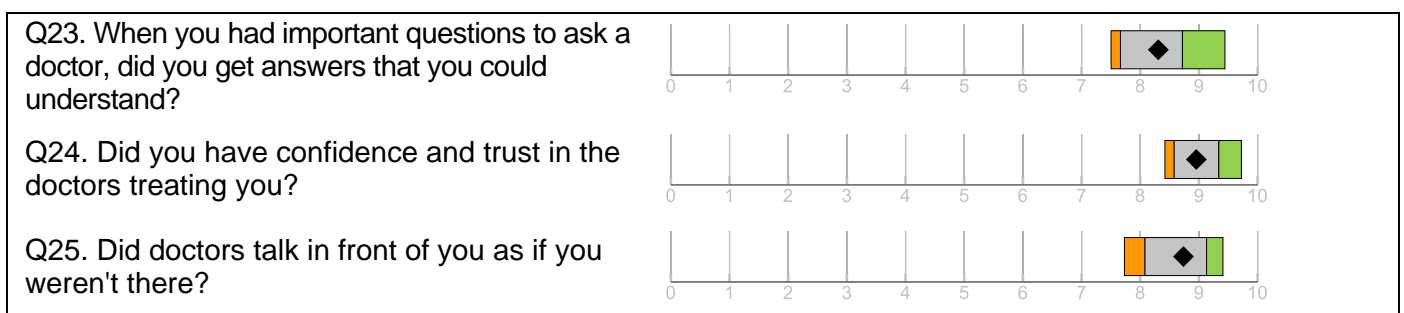 Q23. When you had important questions to ask a
doctor, did you get answers that you could
understand?
0 1 2 3 4 5 6 7 8 9 10
Q24. Did you have confidence and trust in the
doctors treating you?
0 1 2 3 4 5 6 7 8 9 10
Q25. Did doctors talk in front of you as if you
weren't there?
0 1 2 3 4 5 6 7 8 9 10